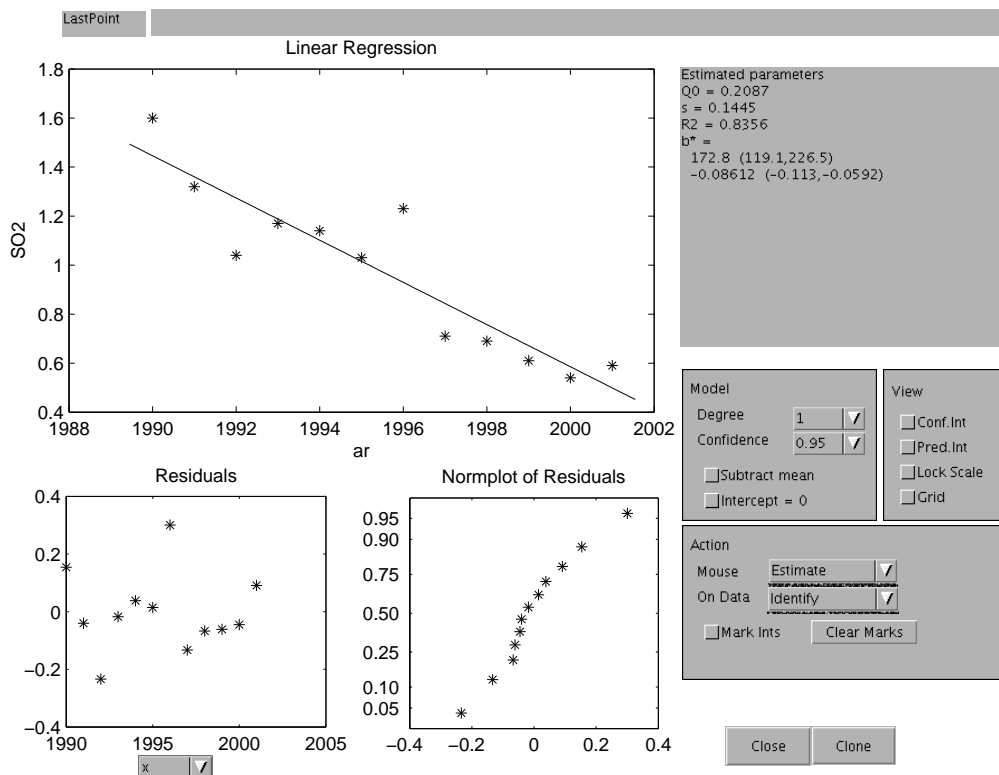 LastPoint
Linear Regression
1.8
1.6
1.4
1.2
1
0.8
0.6
0.4
SO2
1988
1990
1992
1994
1996
1998
2000
2002
ar
Estimated parameters
Q0 = 0.2087
s = 0.1445
R2 = 0.8356
b* =
172.8 (119.1,226.5)
-0.08612 (-0.113,-0.0592)
Model
Degree
1
Confidence
0.95
Subtract mean
Intercept = 0
View
Conf.Int
Pred.Int
Lock Scale
Grid
Residuals
0.4
0.2
0
−0.2
−0.4
1990
1995
2000
2005
x
Normplot of Residuals
0.95
0.90
0.75
0.50
0.25
0.10
0.05
−0.4
−0.2
0
0.2
0.4
Action
Mouse
Estimate
On Data
Identify
Mark Ints
Clear Marks
Close
Clone